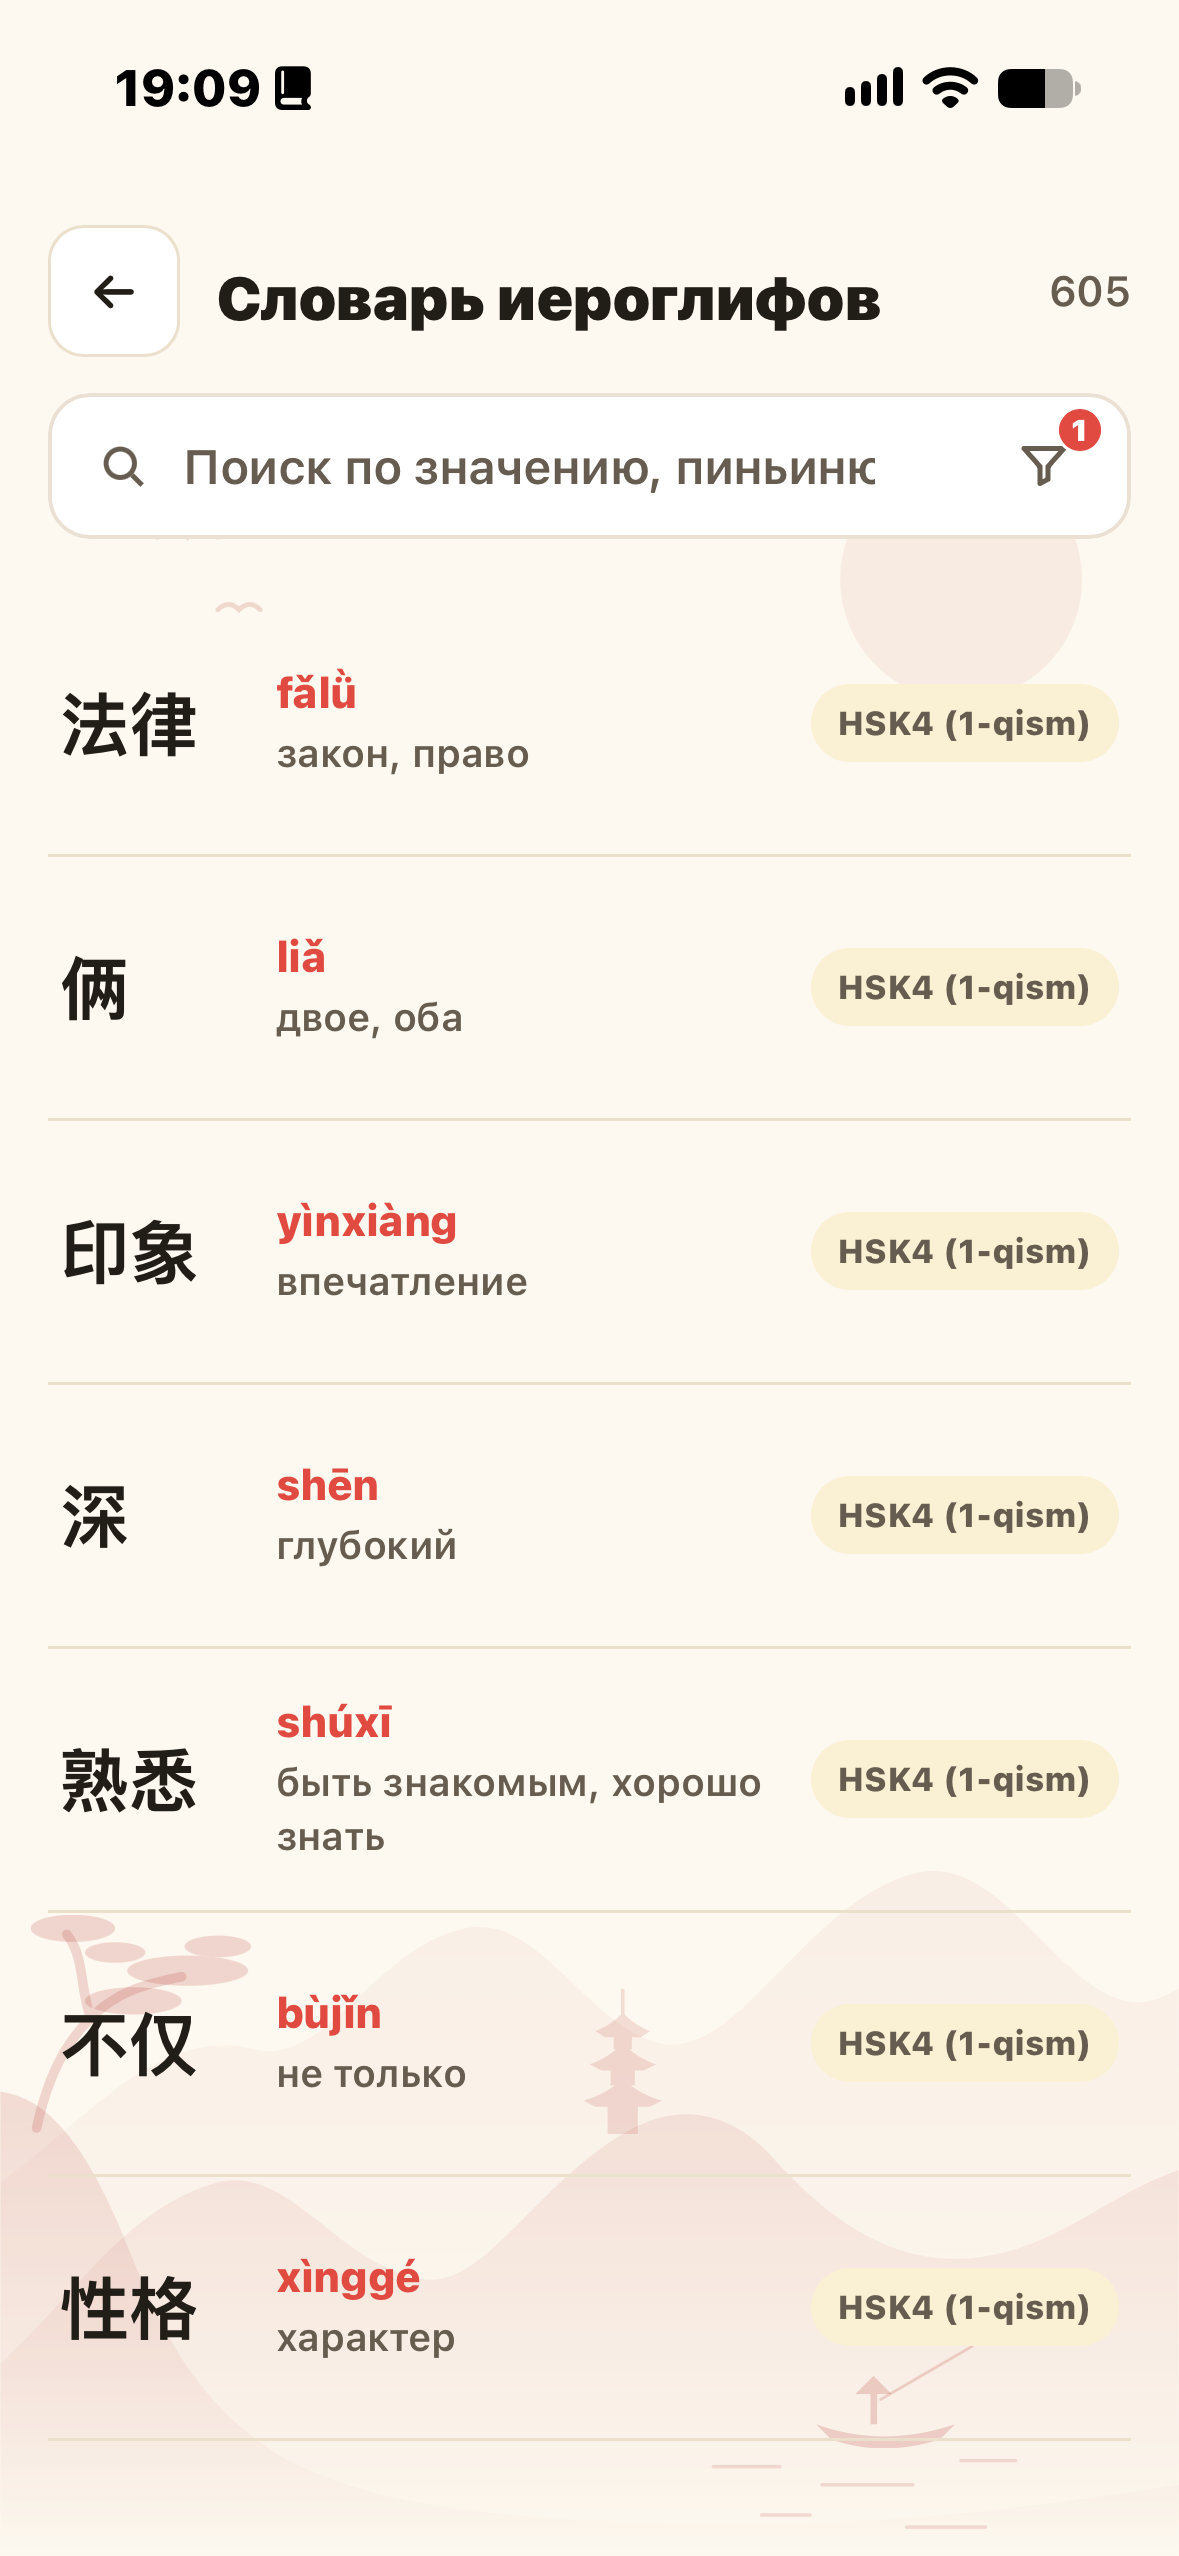 19:09
Словарь иероглифов
605
Поиск по значению, пиньиню
1
法律
fǎlǜ
закон, право
HSK4 (1-qism)
俩
liǎ
двое, оба
HSK4 (1-qism)
印象
yìnxiàng
впечатление
HSK4 (1-qism)
深
shēn
глубокий
HSK4 (1-qism)
熟悉
shúxī
быть знакомым, хорошо
знать
HSK4 (1-qism)
不仅
bùjǐn
не только
HSK4 (1-qism)
性格
xìnggé
характер
HSK4 (1-qism)